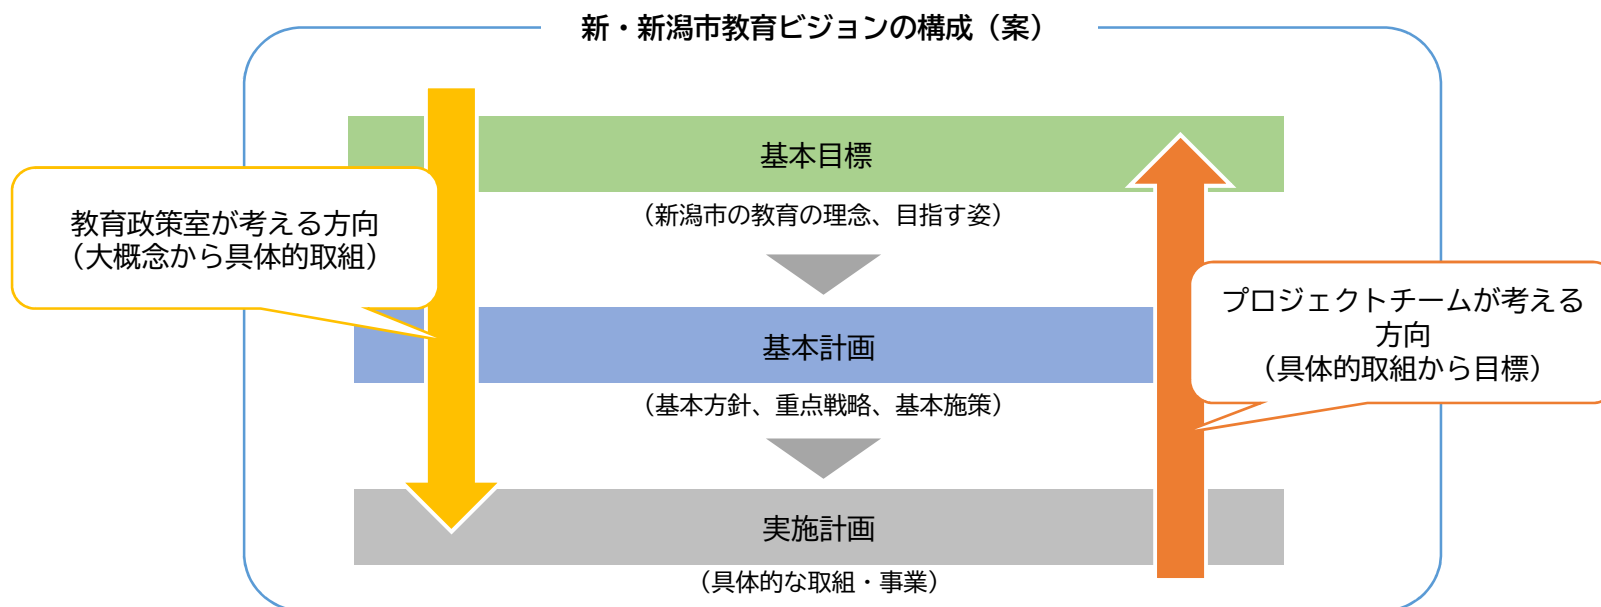 新・新潟市教育ビジョンの構成（案）
基本目標
（新潟市の教育の理念、目指す姿）
教育政策室が考える方向
（大概念から具体的取組）
プロジェクトチームが考える
方向
（具体的取組から目標）
基本計画
（基本方針、重点戦略、基本施策）
実施計画
（具体的な取組・事業）